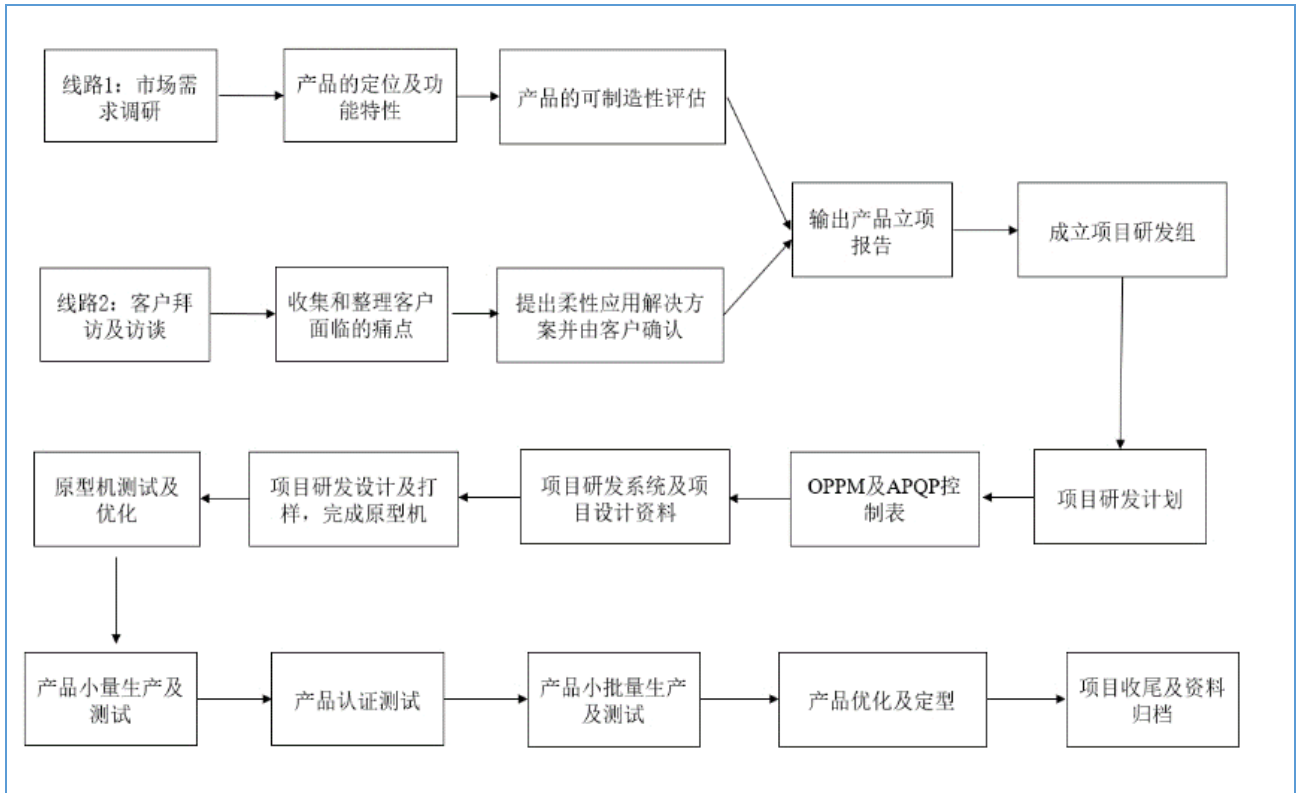 线路1：市场需
求调研
产品的定位及功
能特性
产品的可制造性评估
线路2：客户拜
访及访谈
收集和整理客户
面临的痛点
提出柔性应用解决方
案并由客户确认
输出产品立项
报告
成立项目研发组
项目研发计划
OPPM及APQP控
制表
项目研发系统及项
目设计资料
项目研发设计及打
样，完成原型机
原型机测试及
优化
产品小量生产及
测试
产品认证测试
产品小批量生产
及测试
产品优化及定型
项目收尾及资料
归档